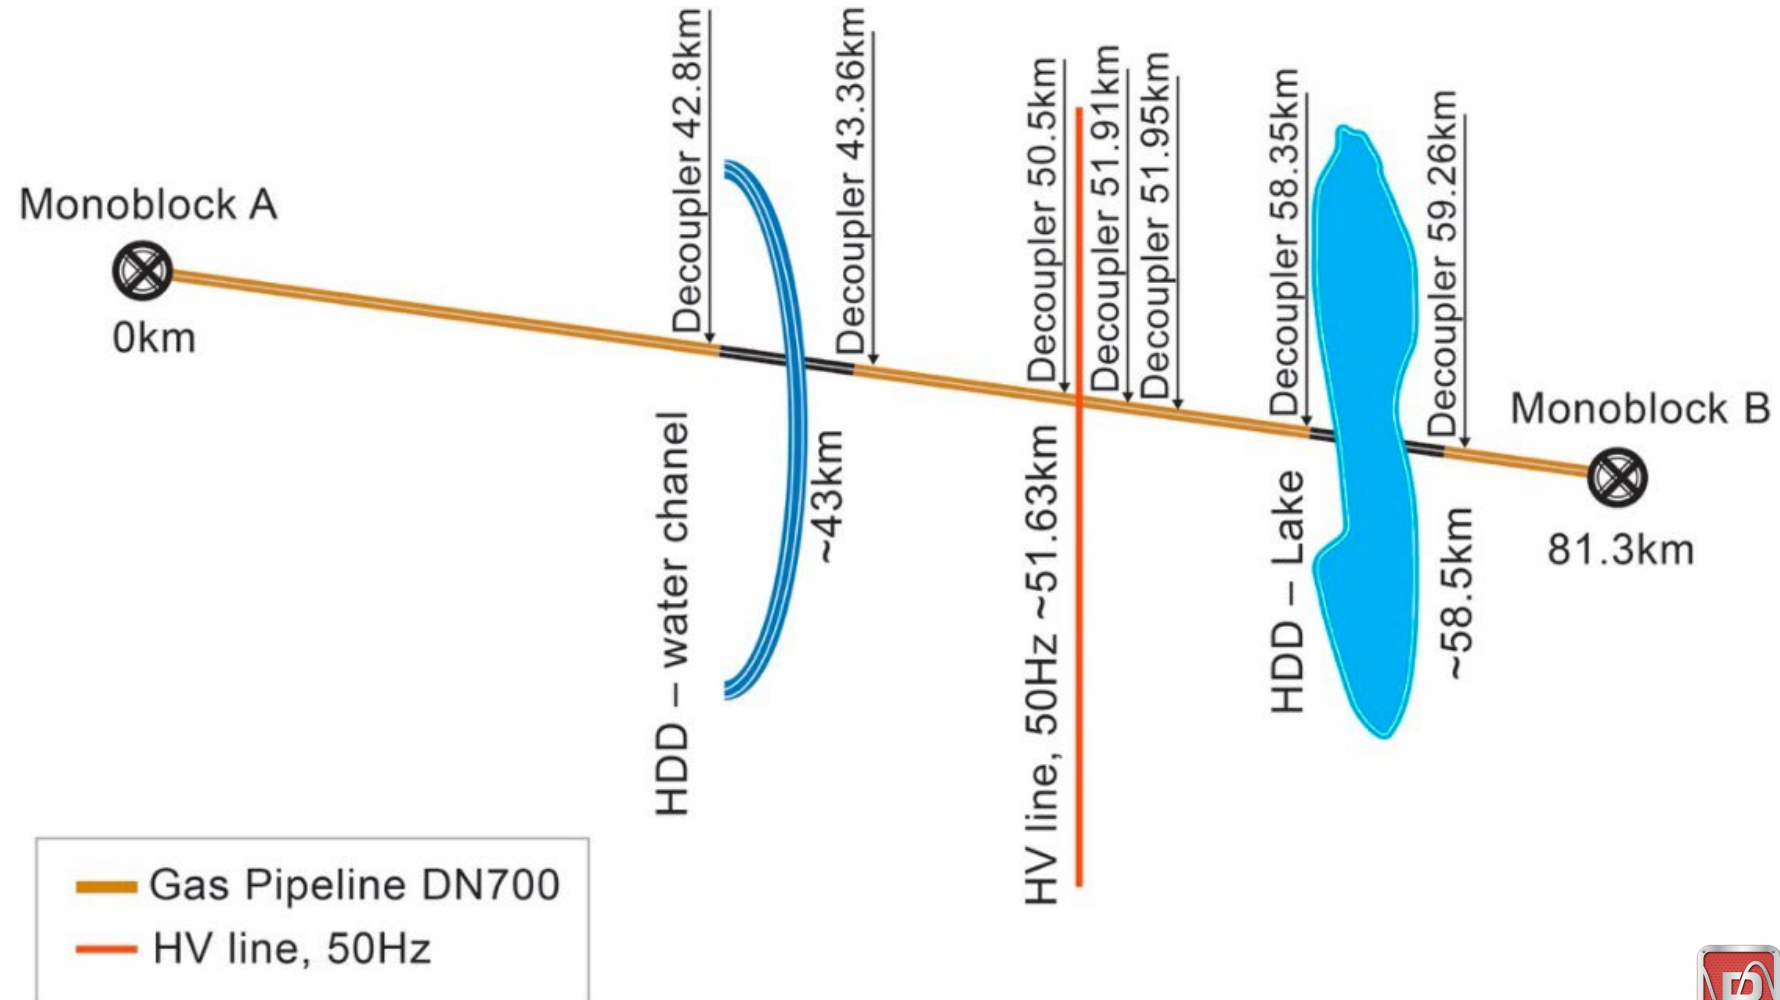 Monoblock A
0km
Decoupler 42.8km
HDD – water channel
~43km
Decoupler 43.36km
Decoupler 50.5km
HV line, 50Hz ~51.63km
Decoupler 51.91km
Decoupler 51.95km
Decoupler 58.35km
HDD – Lake
~58.5km
Decoupler 59.26km
Monoblock B
81.3km
Gas Pipeline DN700
HV line, 50Hz